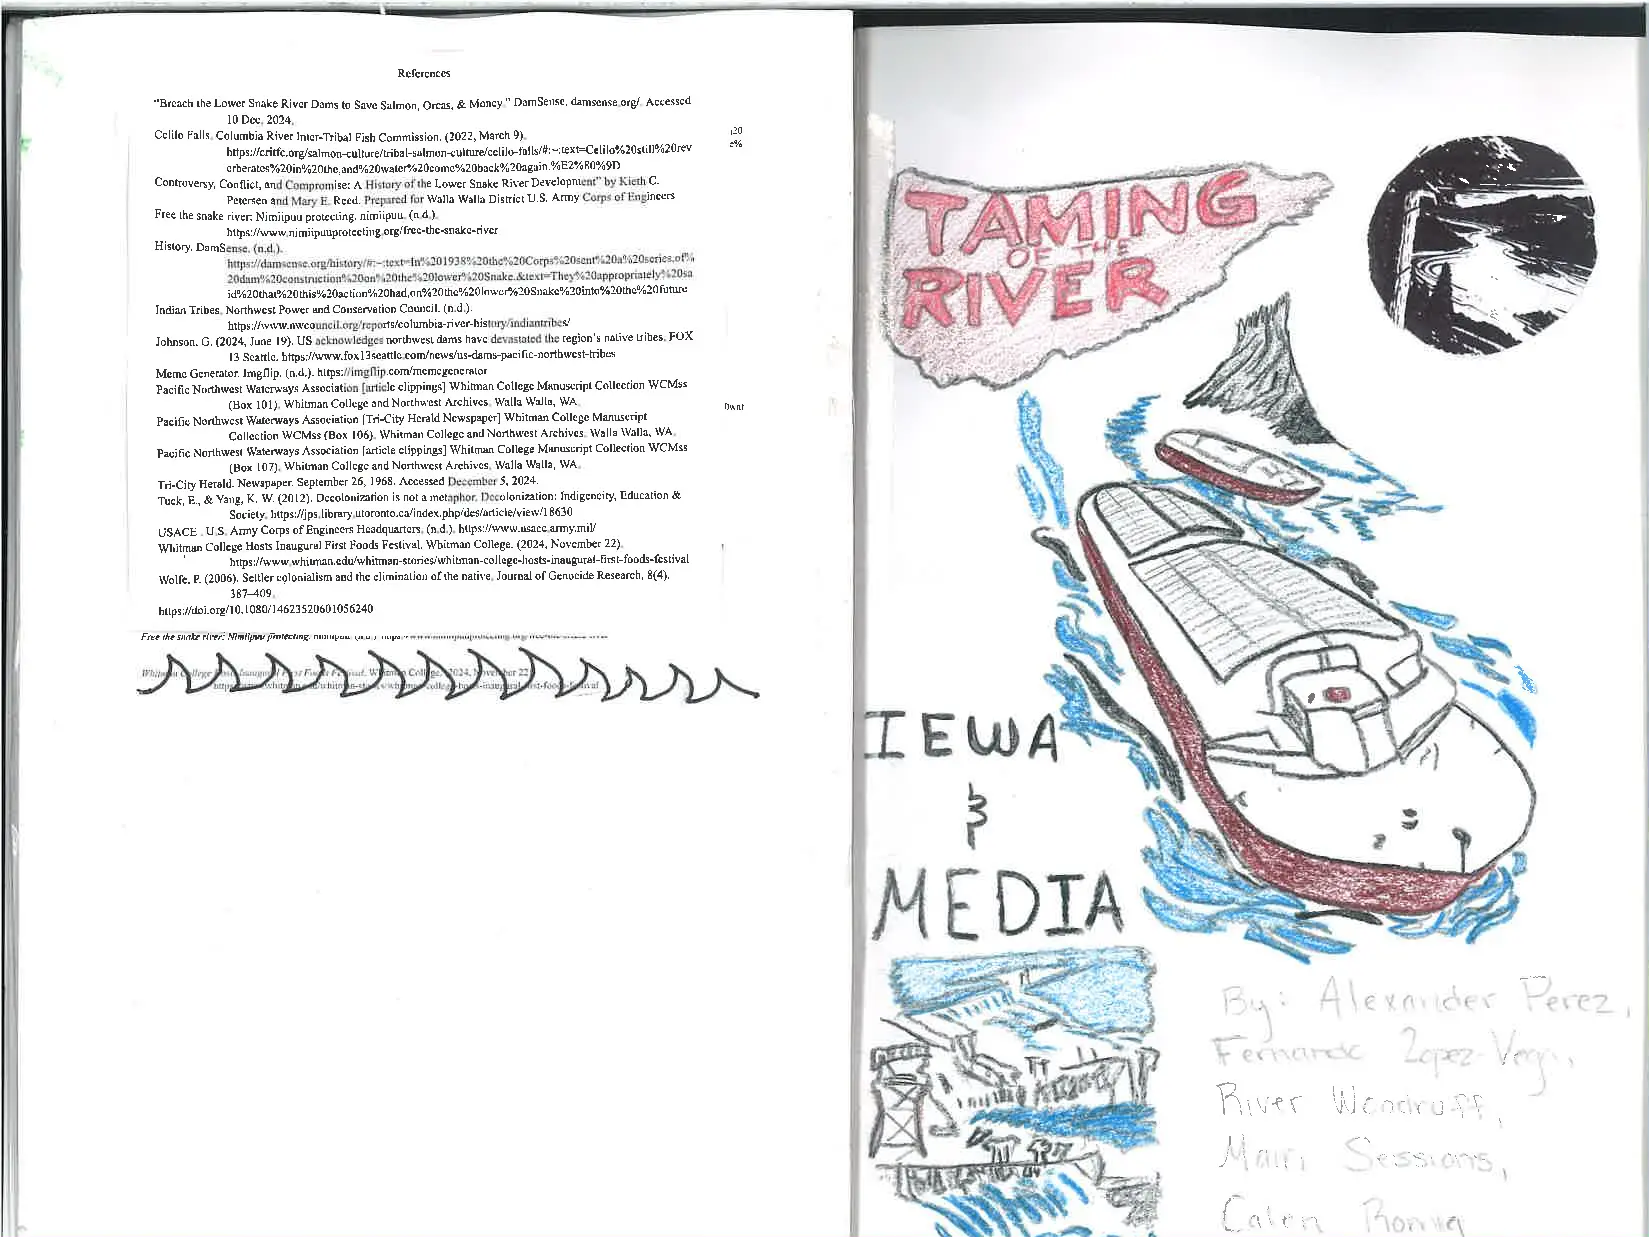 References
"Breach the Lower Snake River Dams to Save Salmon, Orcas, & Money." DamSense, damsense.org/. Accessed
10 Dec. 2024.
Celilo Falls. Columbia River Inter-Tribal Fish Commission. (2022, March 9).
https://critfc.org/salmon-culture/tribal-salmon-culture/celilo-falls/#:~:text=Celilo%20still%20rev
erberates%20in%20the,and%20water%20come%20back%20again.%E2%80%9D
Controversy, Conflict, and Compromise: A History of the Lower Snake River Development" by Kieth C.
Petersen and Mary E. Reed. Prepared for Walla Walla District U.S. Army Corps of Engineers
Free the snake river: Nimiipuu protecting. nimiipuu. (n.d.).
https://www.nimiipuuprotecting.org/free-the-snake-river
History. DamSense. (n.d.).
https://damsense.org/history/#:~:text=In%201938%20the%20Corps%20sent%20a%20series,of%
20dam%20construction%20on%20the%20lower%20Snake.&text=They%20appropriately%20sa
id%20that%20this%20action%20had,on%20the%20lower%20Snake%20into%20the%20future
Indian Tribes. Northwest Power and Conservation Council. (n.d.).
https://www.nwcouncil.org/reports/columbia-river-history/indiantribes/
Johnson, G. (2024, June 19). US acknowledges northwest dams have devastated the region's native tribes. FOX
13 Seattle. https://www.fox13seattle.com/news/us-dams-pacific-northwest-tribes
Meme Generator. Imgflip. (n.d.). https://imgflip.com/memegenerator
Pacific Northwest Waterways Association [article clippings] Whitman College Manuscript Collection WCMss
(Box 101). Whitman College and Northwest Archives, Walla Walla, WA.
Pacific Northwest Waterways Association [Tri-City Herald Newspaper] Whitman College Manuscript
Collection WCMss (Box 106). Whitman College and Northwest Archives, Walla Walla, WA.
Pacific Northwest Waterways Association [article clippings] Whitman College Manuscript Collection WCMss
(Box 107). Whitman College and Northwest Archives, Walla Walla, WA.
Tri-City Herald. Newspaper. September 26, 1968. Accessed December 5, 2024.
Tuck, E., & Yang, K. W. (2012). Decolonization is not a metaphor. Decolonization: Indigeneity, Education &
Society. https://jps.library.utoronto.ca/index.php/des/article/view/18630
USACE . U.S. Army Corps of Engineers Headquarters. (n.d.). https://www.usace.army.mil/
Whitman College Hosts Inaugural First Foods Festival. Whitman College. (2024, November 22).
https://www.whitman.edu/whitman-stories/whitman-college-hosts-inaugural-first-foods-festival
Wolfe, P. (2006). Settler colonialism and the elimination of the native. Journal of Genocide Research, 8(4),
387–409.
https://doi.org/10.1080/14623520601056240
Free the snake river: Nimiipuu protecting. nimiipuu. (n.d.)
TAMING
OF THE
RIVER
IEWA
&
MEDIA
By: Alexander Perez,
Fernando Lopez-Vega,
River Woodruff,
Sessions,
Calen